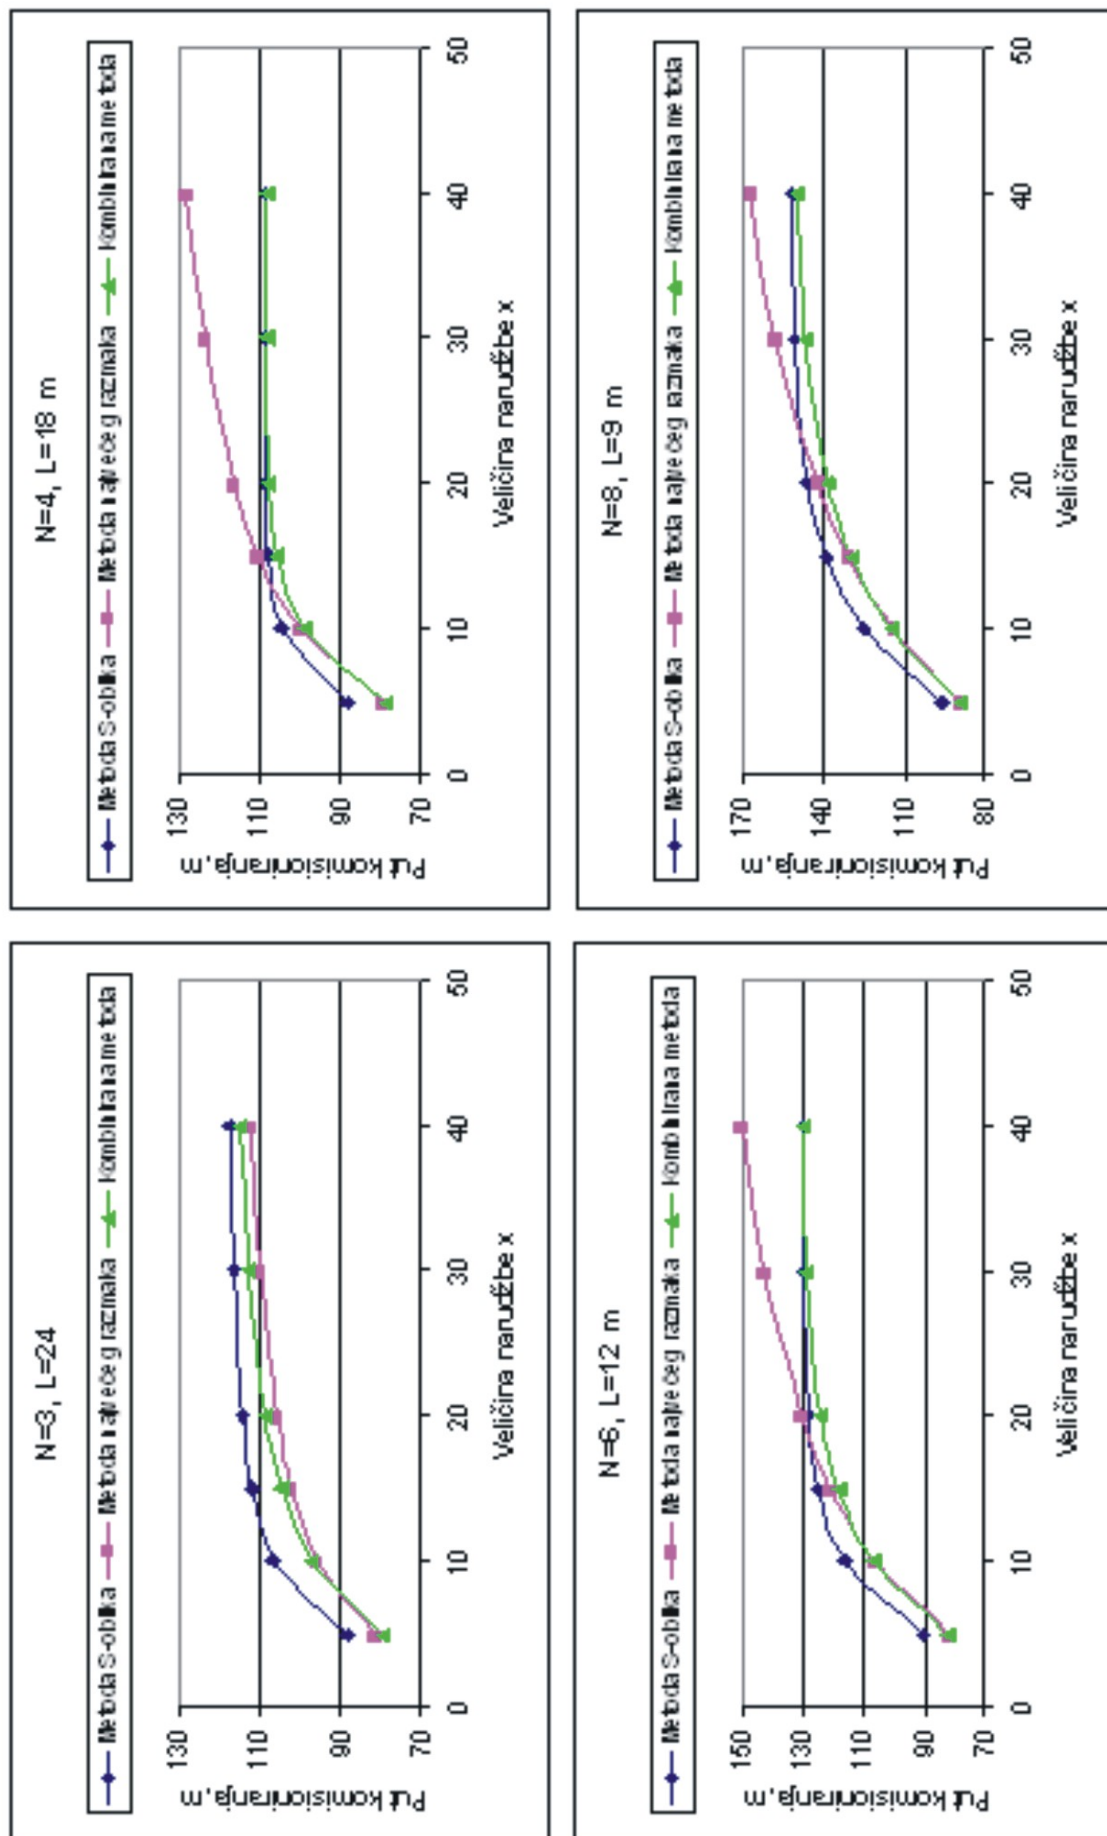 N=3, L=24
Metoda S-oblika Metoda najvećeg razmaka Kombinirana metoda
Put komisioniranja, m
130
110
90
70
0 10 20 30 40 50
Veličina narudžbe x
N=4, L=18 m
Metoda S-oblika Metoda najvećeg razmaka Kombinirana metoda
Put komisioniranja, m
130
110
90
70
0 10 20 30 40 50
Veličina narudžbe x
N=6, L=12 m
Metoda S-oblika Metoda najvećeg razmaka Kombinirana metoda
Put komisioniranja, m
150
130
110
90
70
0 10 20 30 40 50
Veličina narudžbe x
N=8, L=9 m
Metoda S-oblika Metoda najvećeg razmaka Kombinirana metoda
Put komisioniranja, m
170
140
110
80
0 10 20 30 40 50
Veličina narudžbe x